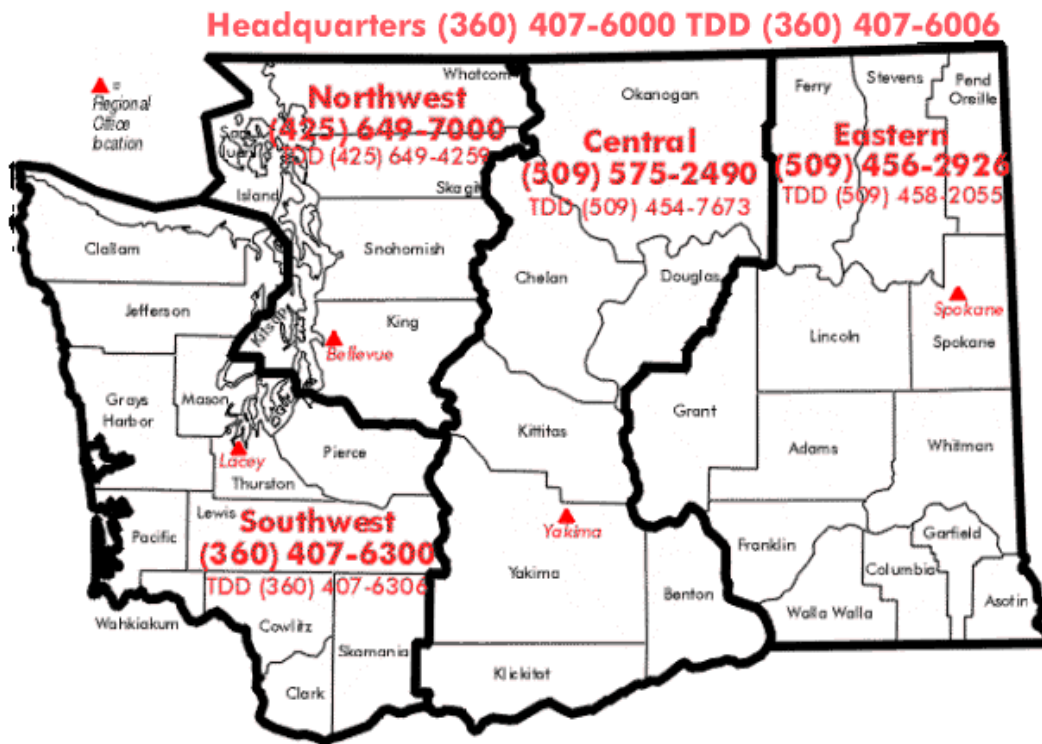 Headquarters (360) 407-6000 TDD (360) 407-6006
▲ =
Regional
Office
location
Northwest
(425) 649-7000
TDD (425) 649-4259
Central
(509) 575-2490
TDD (509) 454-7673
Eastern
(509) 456-2926
TDD (509) 458-2055
Southwest
(360) 407-6300
TDD (360) 407-6306
Whatcom
San
Juan
Island
Skagit
Snohomish
King
Kitsap
Bellevue
Clallam
Jefferson
Grays
Harbor
Mason
Lacey
Thurston
Pierce
Pacific
Lewis
Wahkiakum
Cowlitz
Skamania
Clark
Okanogan
Chelan
Douglas
Kittitas
Yakima
Yakima
Benton
Klickitat
Ferry
Stevens
Pend
Oreille
Lincoln
Spokane
Spokane
Grant
Adams
Whitman
Franklin
Garfield
Columbia
Walla Walla
Asotin